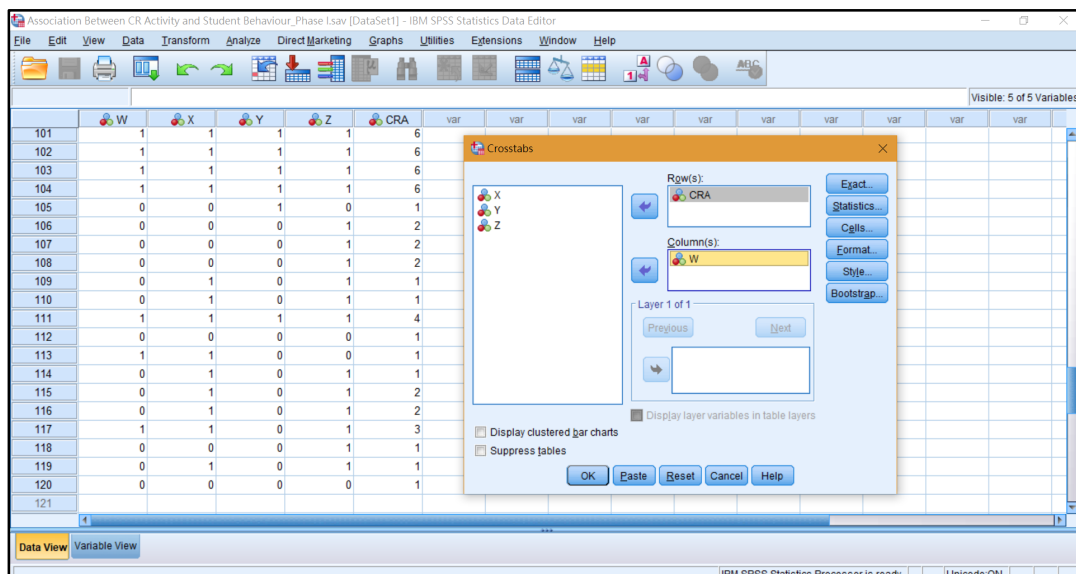 Association Between CR Activity and Student Behaviour_Phase I.sav [DataSet1] - IBM SPSS Statistics Data Editor
File Edit View Data Transform Analyze Direct Marketing Graphs Utilities Extensions Window Help
Visible: 5 of 5 Variables
W X Y Z CRA var var var var var var var var var var
101 1 1 1 1 6
102 1 1 1 1 6
103 1 1 1 1 6
104 1 1 1 1 6
105 0 0 1 0 1
106 0 0 0 1 2
107 0 0 0 1 2
108 0 0 0 1 2
109 0 1 0 1 1
110 0 1 0 1 1
111 1 1 1 1 4
112 0 0 0 0 1
113 1 1 0 0 1
114 0 1 0 1 1
115 0 1 0 1 2
116 0 1 0 1 2
117 1 1 0 1 3
118 0 0 0 1 1
119 0 1 0 1 1
120 0 0 0 0 1
121
Crosstabs
X
Y
Z
Row(s):
CRA
Column(s):
W
Layer 1 of 1
Previous Next
Display layer variables in table layers
Exact...
Statistics...
Cells...
Format...
Style...
Bootstrap...
Display clustered bar charts
Suppress tables
OK Paste Reset Cancel Help
Data View Variable View
IBM SPSS Statistics Processor is ready Unicode:ON